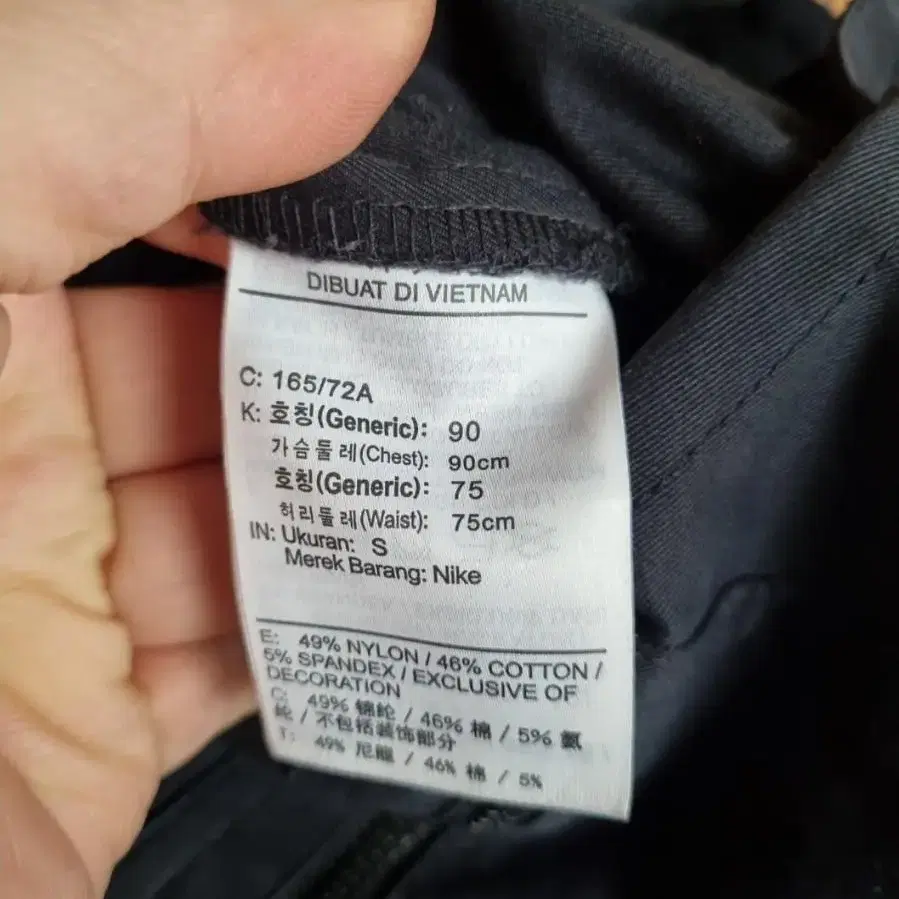 DIBUAT DI VIETNAM
C: 165/72A
K: 호칭(Generic): 90
가슴둘레(Chest): 90cm
호칭(Generic): 75
허리둘레(Waist): 75cm
IN: Ukuran: S
Merek Barang: Nike
E: 49% NYLON / 46% COTTON /
5% SPANDEX / EXCLUSIVE OF
DECORATION
C: 49% 锦纶 / 46% 棉 / 5% 氨
纶 / 不包括装饰部分
T: 49% 尼龍 / 46% 棉 / 5%